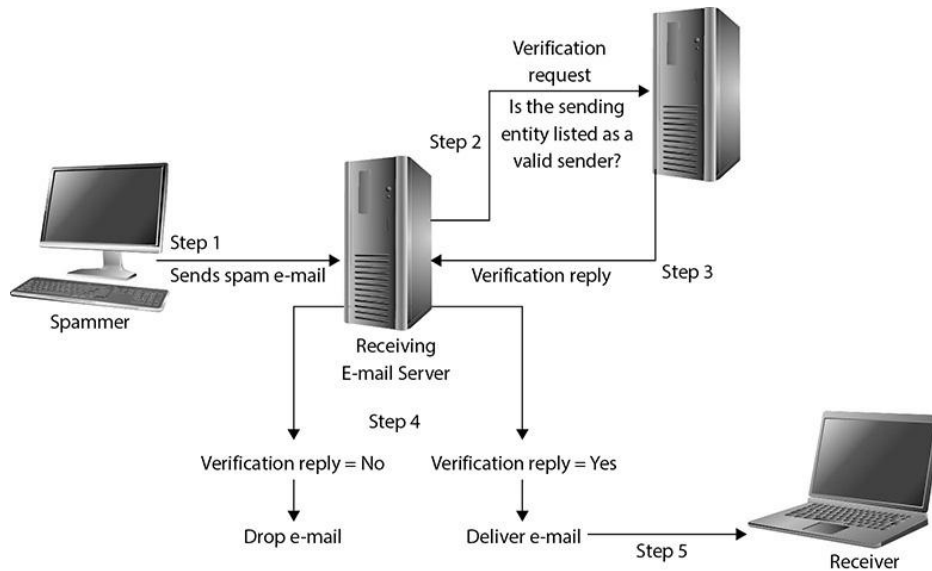 Verification
request
Is the sending
entity listed as a
valid sender?
Step 2
Step 1
Sends spam e-mail
Verification reply
Step 3
Spammer
Receiving
E-mail Server
Step 4
Verification reply = No
Verification reply = Yes
Drop e-mail
Deliver e-mail
Step 5
Receiver